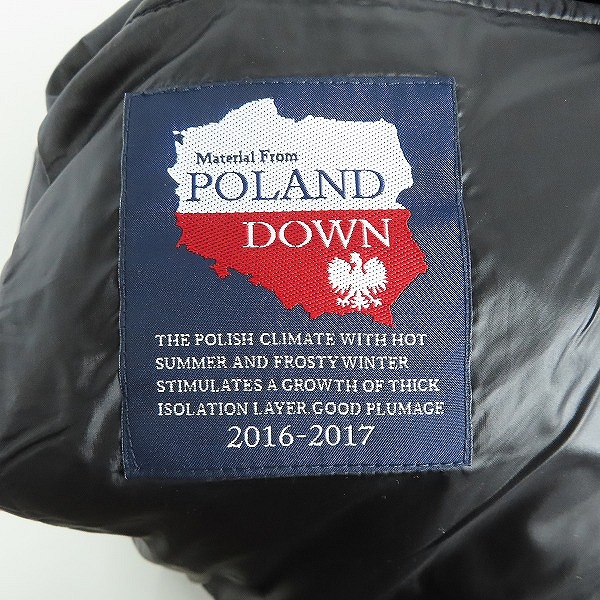 Material From
POLAND
DOWN
THE POLISH CLIMATE WITH HOT
SUMMER AND FROSTY WINTER
STIMULATES A GROWTH OF THICK
ISOLATION LAYER GOOD PLUMAGE
2016-2017